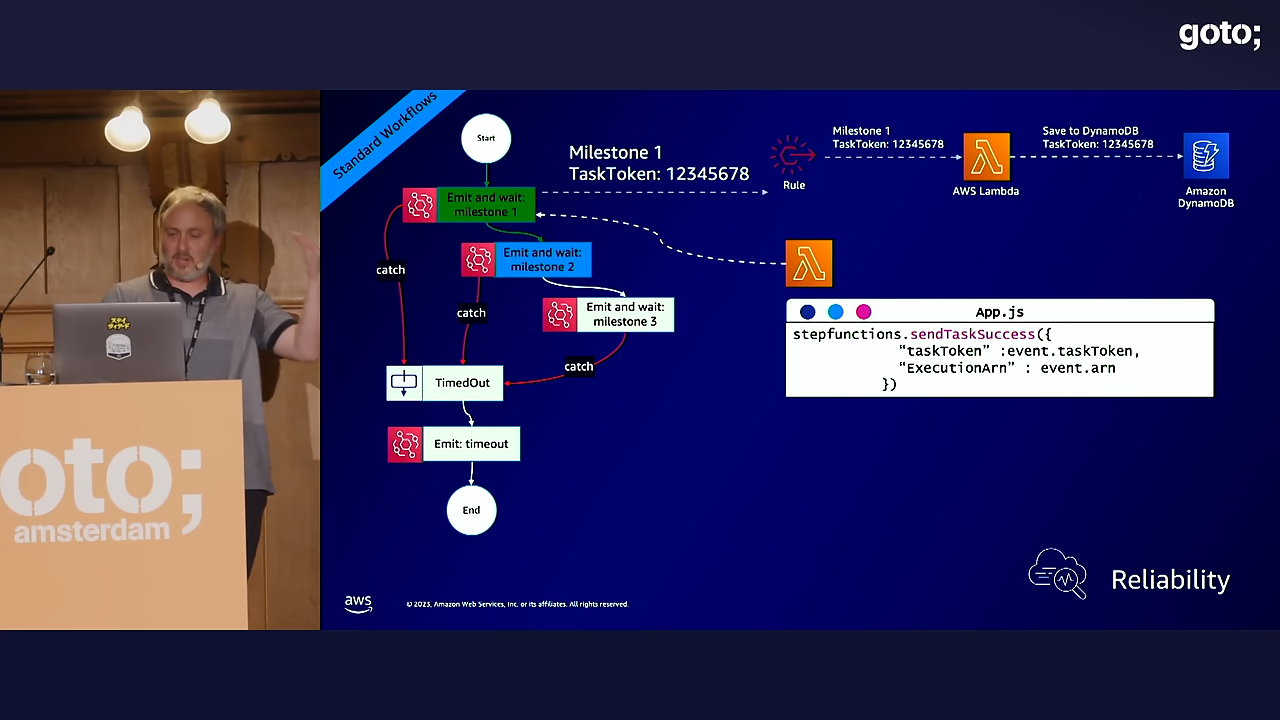 goto;
Standard Workflows
Start
Milestone 1
TaskToken: 12345678
Rule
Milestone 1
TaskToken: 12345678
AWS Lambda
Save to DynamoDB
TaskToken: 12345678
Amazon
DynamoDB
Emit and wait:
milestone 1
Emit and wait:
milestone 2
Emit and wait:
milestone 3
catch
catch
catch
TimedOut
Emit: timeout
End
App.js
stepfunctions.sendTaskSuccess({
"taskToken" :event.taskToken,
"ExecutionArn" : event.arn
})
Reliability
aws
© 2023, Amazon Web Services, Inc. or its affiliates. All rights reserved.
oto;
amsterdam